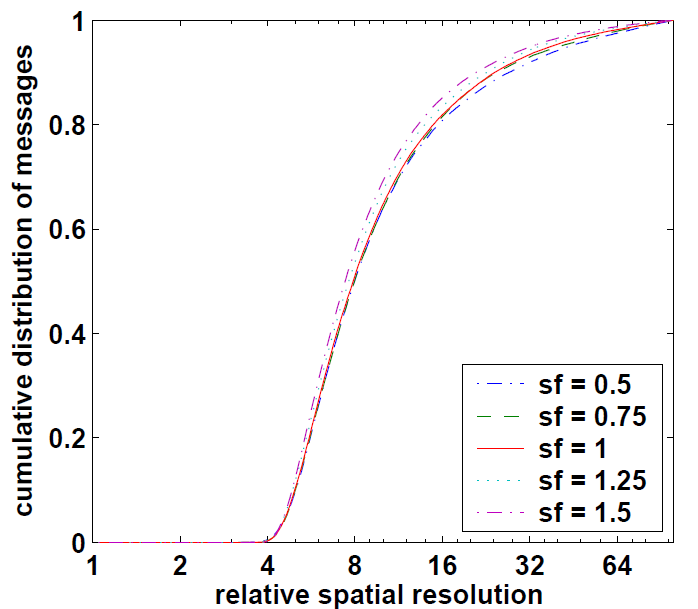 1
0.8
0.6
0.4
0.2
0
cumulative distribution of messages
sf = 0.5
sf = 0.75
sf = 1
sf = 1.25
sf = 1.5
1 2 4 8 16 32 64
relative spatial resolution